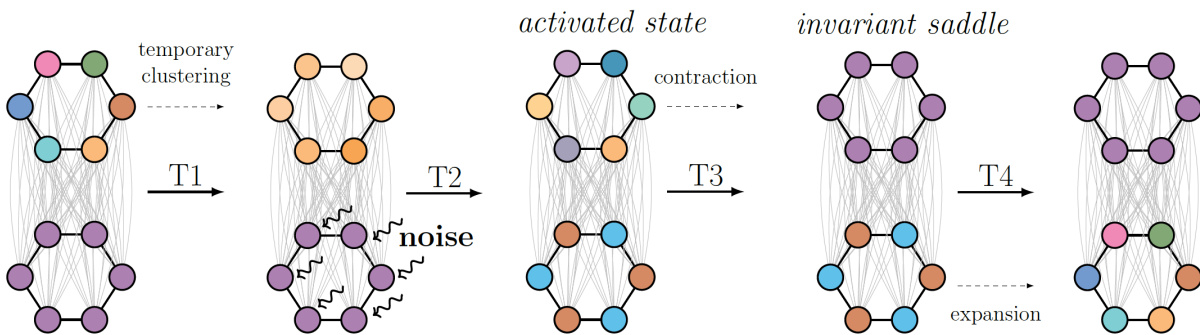 activated state
invariant saddle
temporary
clustering
contraction
T1
T2
T3
T4
noise
expansion